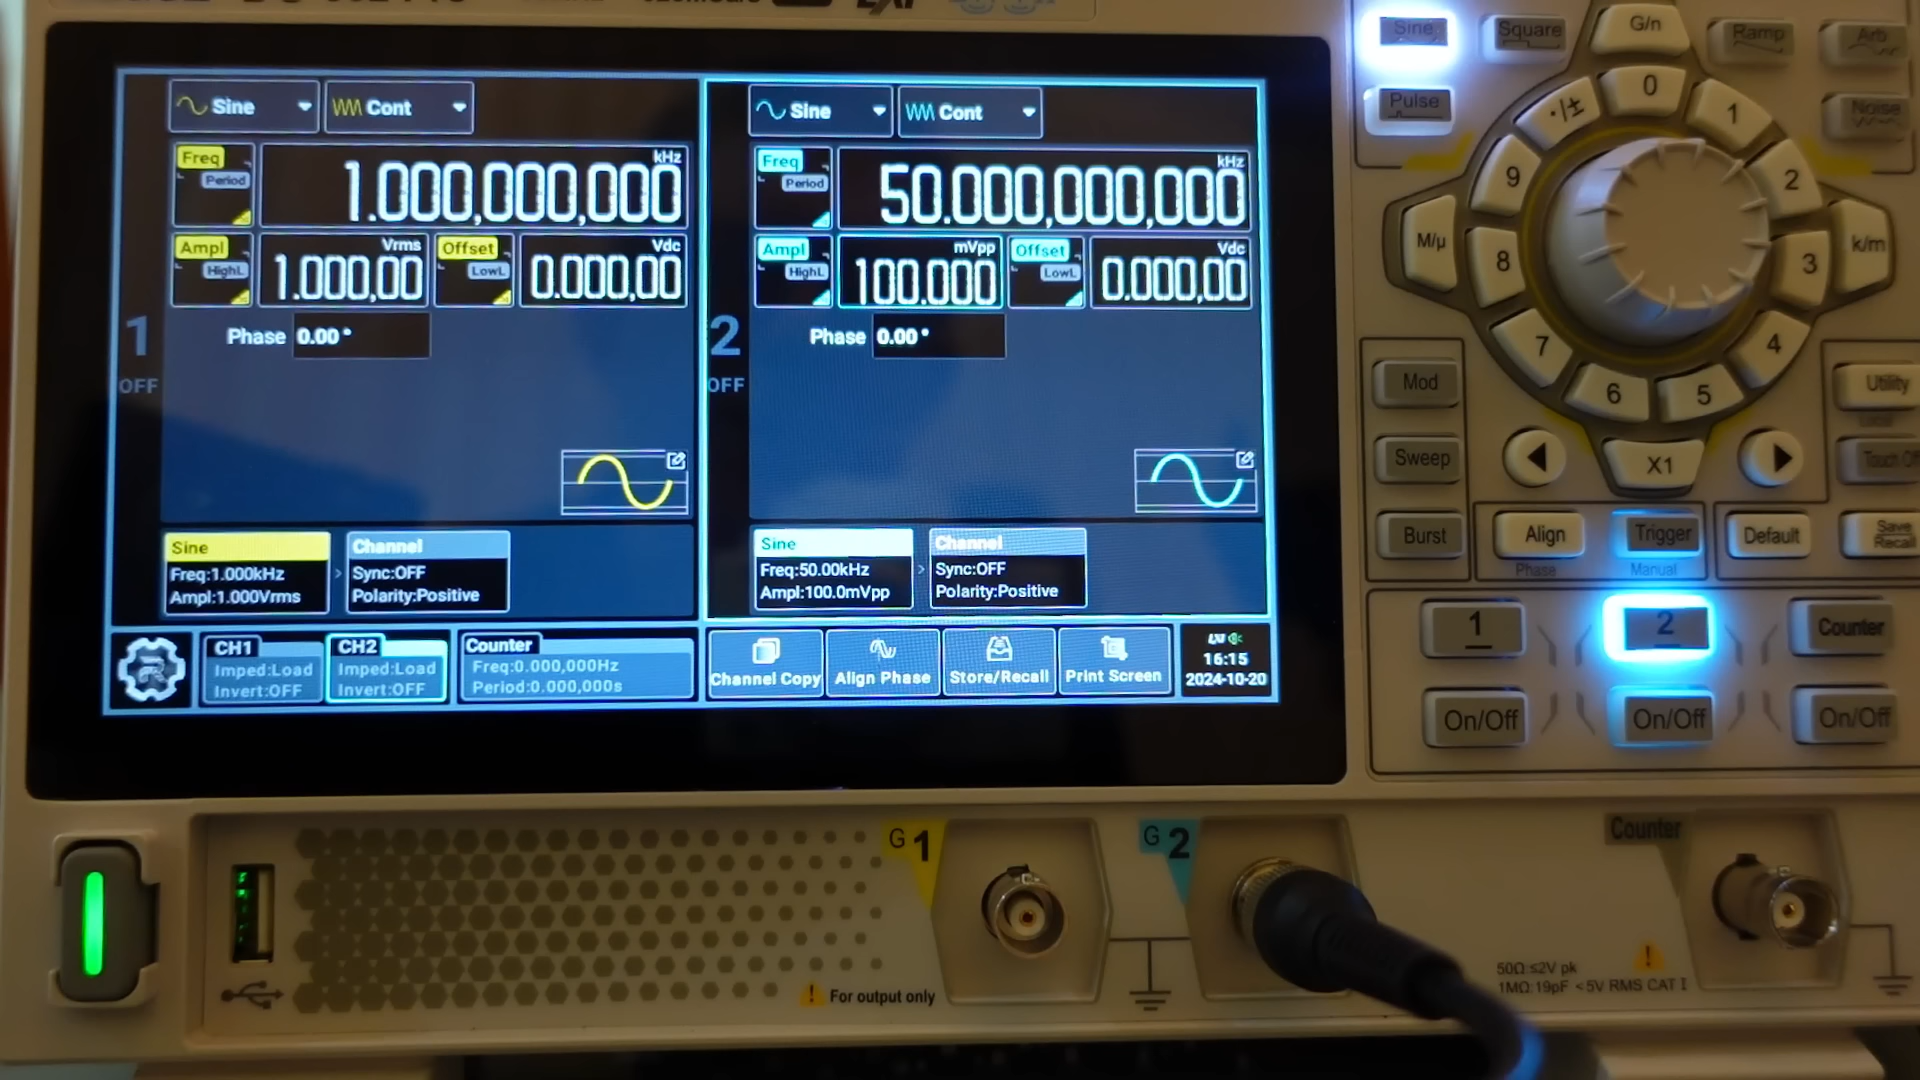 Sine Cont
Freq
Period
kHz
1.000,000,000
Ampl
HighL
Vrms
1.000,00
Offset
LowL
Vdc
0.000,00
1
OFF
Phase 0.00°
Sine
Freq:1.000kHz
Ampl:1.000Vrms
>
Channel
Sync:OFF
Polarity:Positive
Sine Cont
Freq
Period
kHz
50.000,000,000
Ampl
HighL
mVpp
100.000
Offset
LowL
Vdc
0.000,00
2
OFF
Phase 0.00°
Sine
Freq:50.00kHz
Ampl:100.0mVpp
>
Channel
Sync:OFF
Polarity:Positive
CH1
Imped:Load
Invert:OFF
CH2
Imped:Load
Invert:OFF
Counter
Freq:0.000,000Hz
Period:0.000,000s
Channel Copy
Align Phase
Store/Recall
Print Screen
16:15
2024-10-20
Sine Square G/n Ramp Arb
Pulse ·/± 0 1 Noise
9 2
M/µ 8 3 k/m
7 4
6 5
X1
Mod Utility
Sweep Touch
Burst Align Trigger Default Save
Recall
Phase Manual
1 2 Counter
On/Off On/Off On/Off
G1 G2 Counter
For output only
50Ω:≤2V pk
1MΩ:19pF <5V RMS CAT I